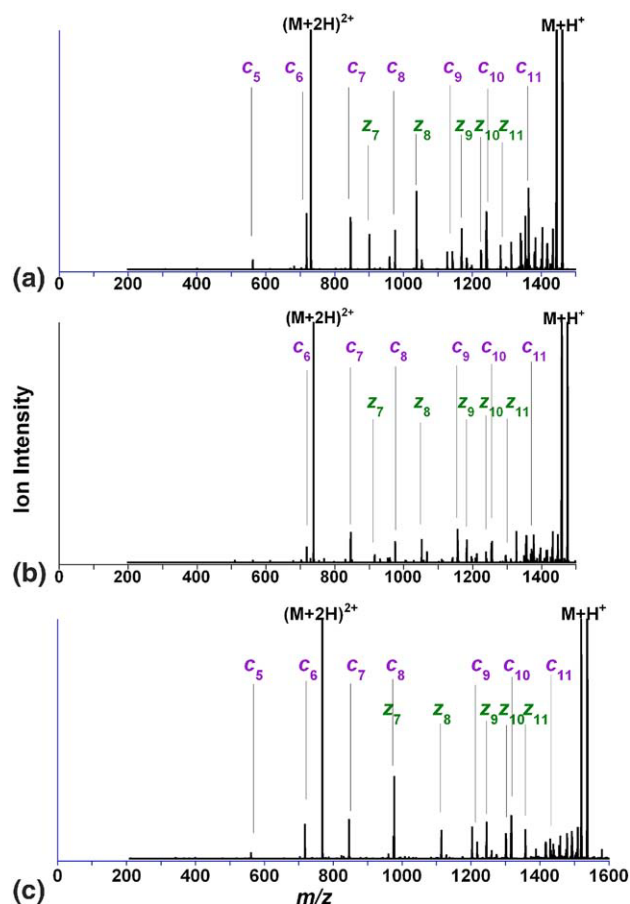 (M+2H)²⁺ M+H⁺
c₅ c₆ c₇ c₈ c₉ c₁₀ c₁₁
z₇ z₈ z₉ z₁₀ z₁₁
(a)
0 200 400 600 800 1000 1200 1400
(M+2H)²⁺ M+H⁺
c₆ c₇ c₈ c₉ c₁₀ c₁₁
z₇ z₈ z₉ z₁₀ z₁₁
Ion Intensity
(b)
0 200 400 600 800 1000 1200 1400
(M+2H)²⁺ M+H⁺
c₅ c₆ c₇ c₈ c₉ c₁₀ c₁₁
z₇ z₈ z₉ z₁₀ z₁₁
(c)
0 200 400 600 800 1000 1200 1400 1600
m/z